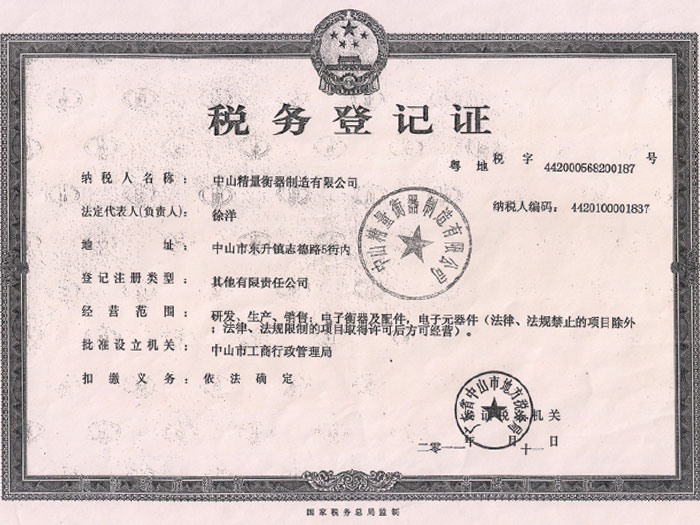 税务登记证
粤地税字 442000568200187 号
纳税人名称： 中山精量衡器制造有限公司
纳税人编码： 4420100001837
法定代表人(负责人)： 徐洋
地址： 中山市东升镇志德路5街内
登记注册类型： 其他有限责任公司
经营范围： 研发、生产、销售；电子衡器及配件，电子元器件（法律、法规禁止的项目除外
；法律、法规限制的项目取得许可后方可经营）。
批准设立机关： 中山市工商行政管理局
扣缴义务： 依法确定
中山精量衡器制造有限公司
广东省中山市地方税务局
证税机关
二零一一年 月十一日
国家税务总局监制